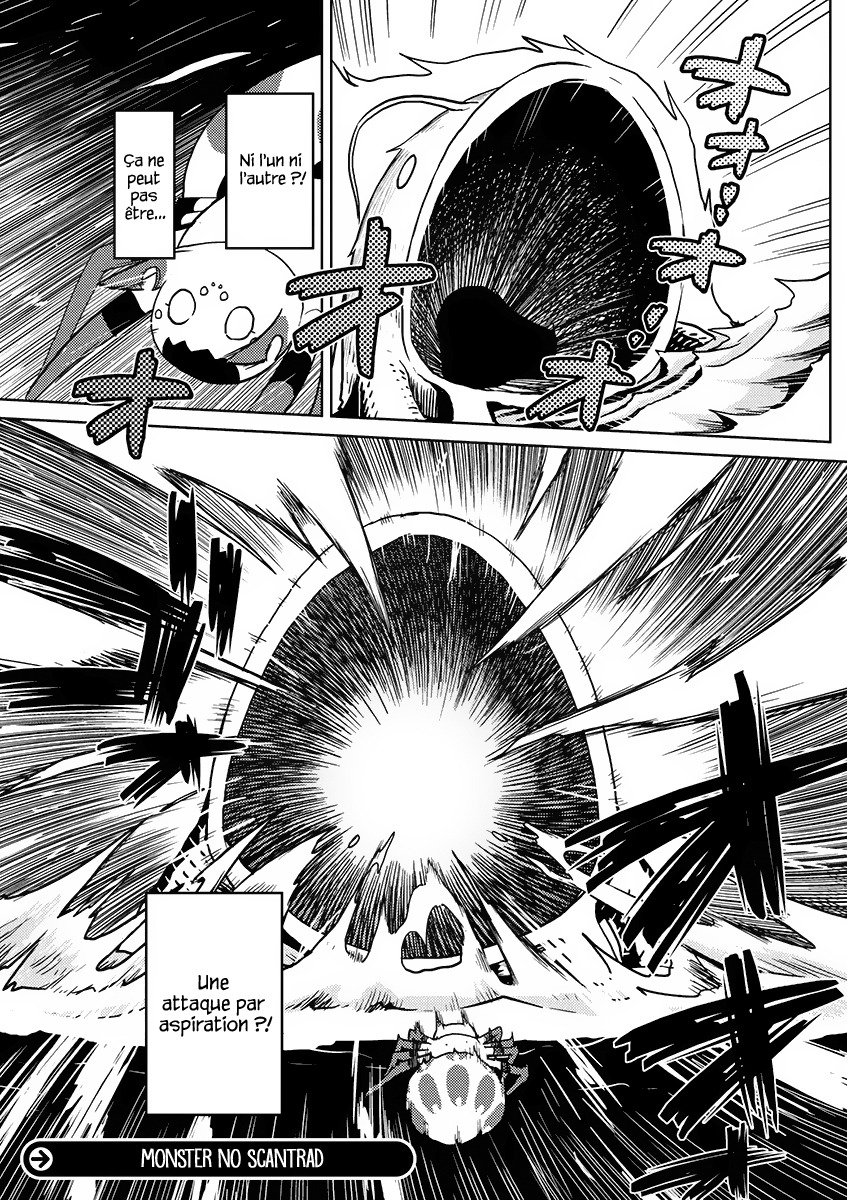 オ
オ
オ
オ
オ
オ
Ni l'un ni
l'autre ?!
Ça ne
peut
pas
être...
Une
attaque par
aspiration ?!
MONSTER NO SCANTRAD